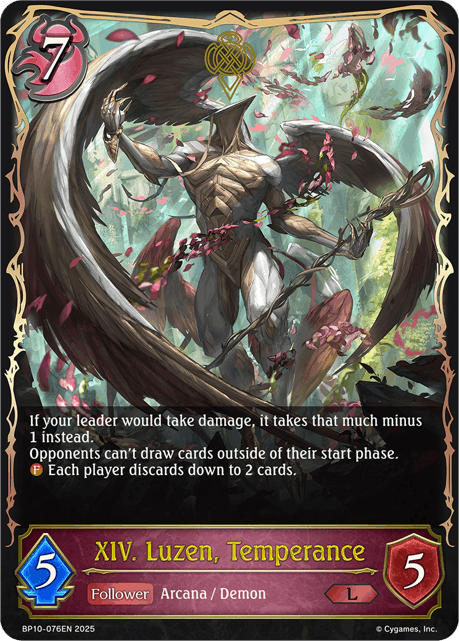 7
If your leader would take damage, it takes that much minus
1 instead.
Opponents can't draw cards outside of their start phase.
F Each player discards down to 2 cards.
XIV. Luzen, Temperance
5
Follower Arcana / Demon L
5
BP10-076EN 2025 © Cygames, Inc.